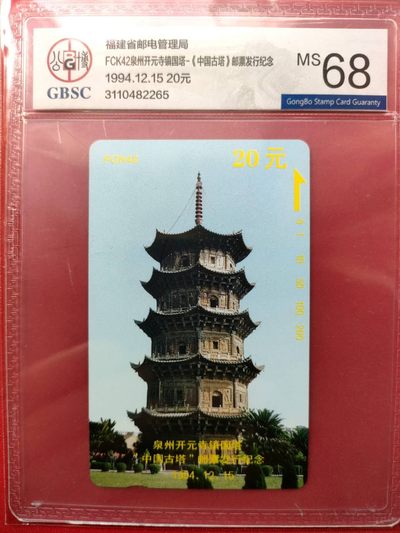 福建省邮电管理局
FCK42泉州开元寺镇国塔-《中国古塔》邮票发行纪念
1994.12.15 20元
3110482265
GBSC
MS 68
GongBo Stamp Card Guaranty
FCK42
20元
泉州开元寺镇国塔
"中国古塔"邮票发行纪念
1994.12.15